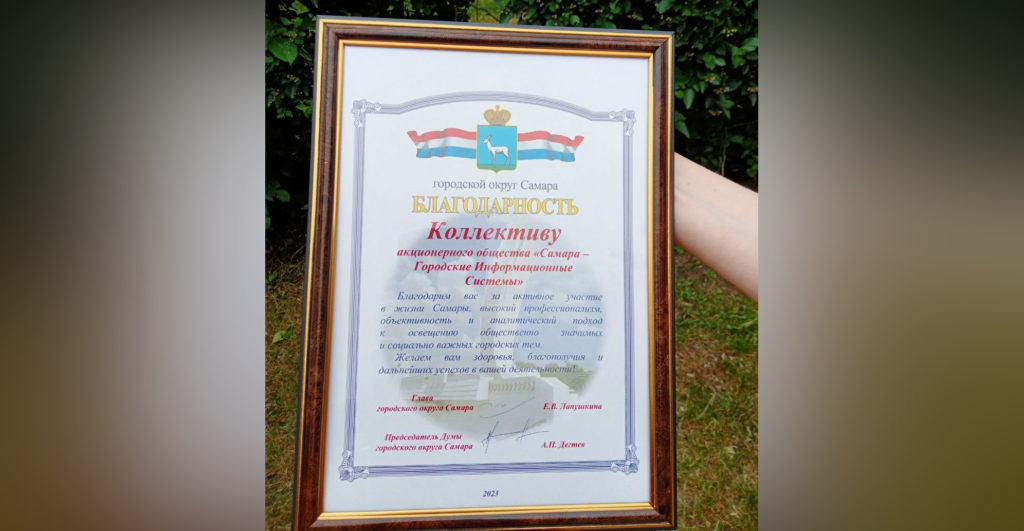 городской округ Самара
БЛАГОДАРНОСТЬ
Коллективу
акционерного общества «Самара –
Городские Информационные
Системы»
Благодарим вас за активное участие
в жизни Самары, высокий профессионализм,
объективность и аналитический подход
к освещению общественно значимых
и социально важных городских тем.
Желаем вам здоровья, благополучия и
дальнейших успехов в вашей деятельности!
Глава
городского округа Самара Е.В. Лапушкина
Председатель Думы
городского округа Самара А.П. Дегтев
2023